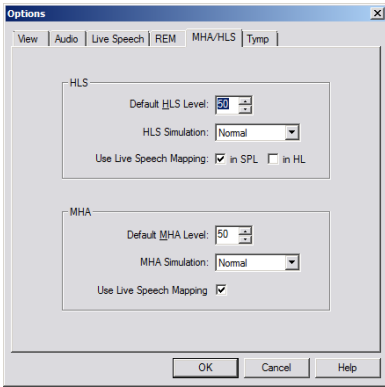 Options
View Audio Live Speech REM MHA/HLS Tymp
HLS
Default HLS Level: 50
HLS Simulation: Normal
Use Live Speech Mapping: in SPL in HL
MHA
Default MHA Level: 50
MHA Simulation: Normal
Use Live Speech Mapping
OK Cancel Help